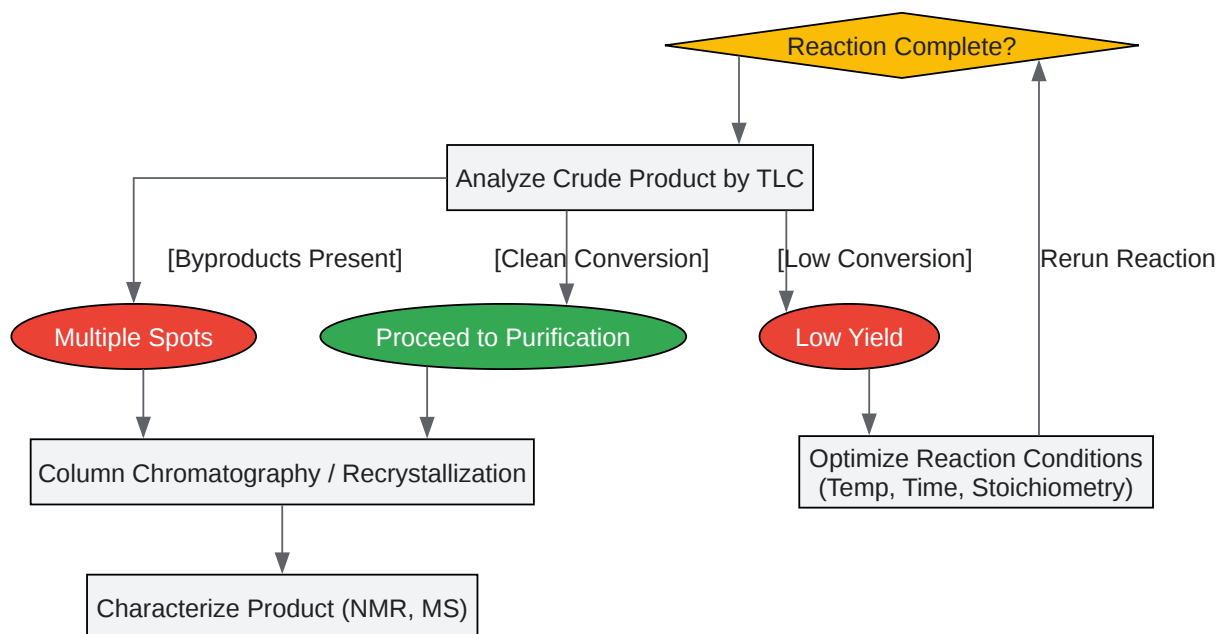 Reaction Complete?
Analyze Crude Product by TLC
[Byproducts Present]
[Clean Conversion]
[Low Conversion]
Rerun Reaction
Multiple Spots
Proceed to Purification
Low Yield
Column Chromatography / Recrystallization
Optimize Reaction Conditions
(Temp, Time, Stoichiometry)
Characterize Product (NMR, MS)